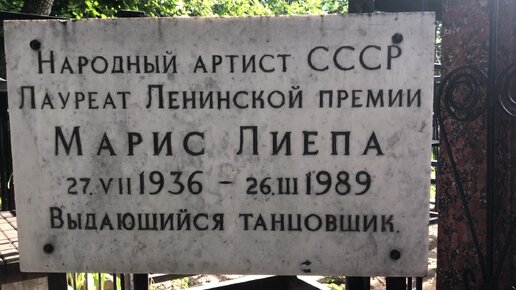 Народный артист СССР
Лауреат Ленинской премии
Марис Лиепа
27.VII 1936 – 26.III 1989
Выдающийся танцовщик.